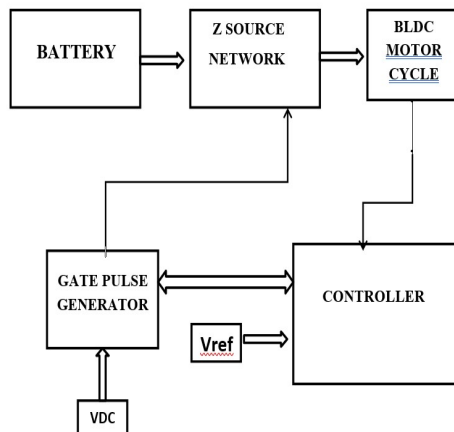 BATTERY
Z SOURCE
NETWORK
BLDC
MOTOR
CYCLE
GATE PULSE
GENERATOR
CONTROLLER
Vref
VDC